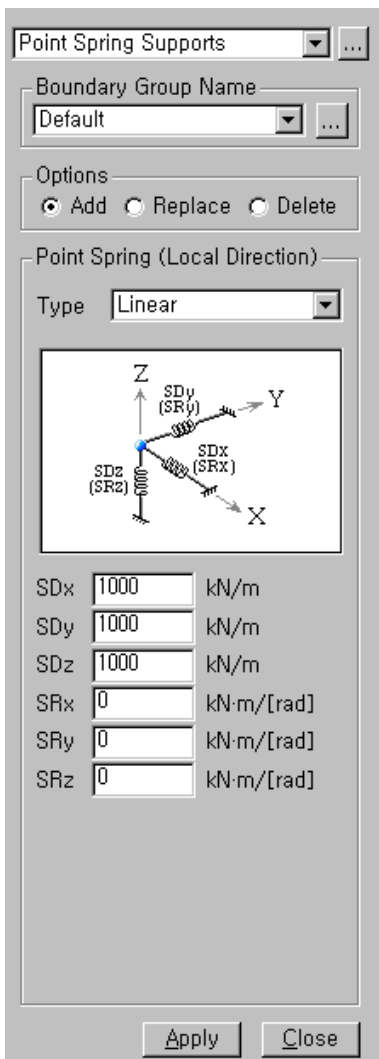 Point Spring Supports ...
Boundary Group Name
Default ...
Options
Add Replace Delete
Point Spring (Local Direction)
Type Linear
Z
SDy
(SRy)
Y
SDx
(SRx)
SDz
(SRz)
X
SDx 1000 kN/m
SDy 1000 kN/m
SDz 1000 kN/m
SRx 0 kN·m/[rad]
SRy 0 kN·m/[rad]
SRz 0 kN·m/[rad]
Apply Close